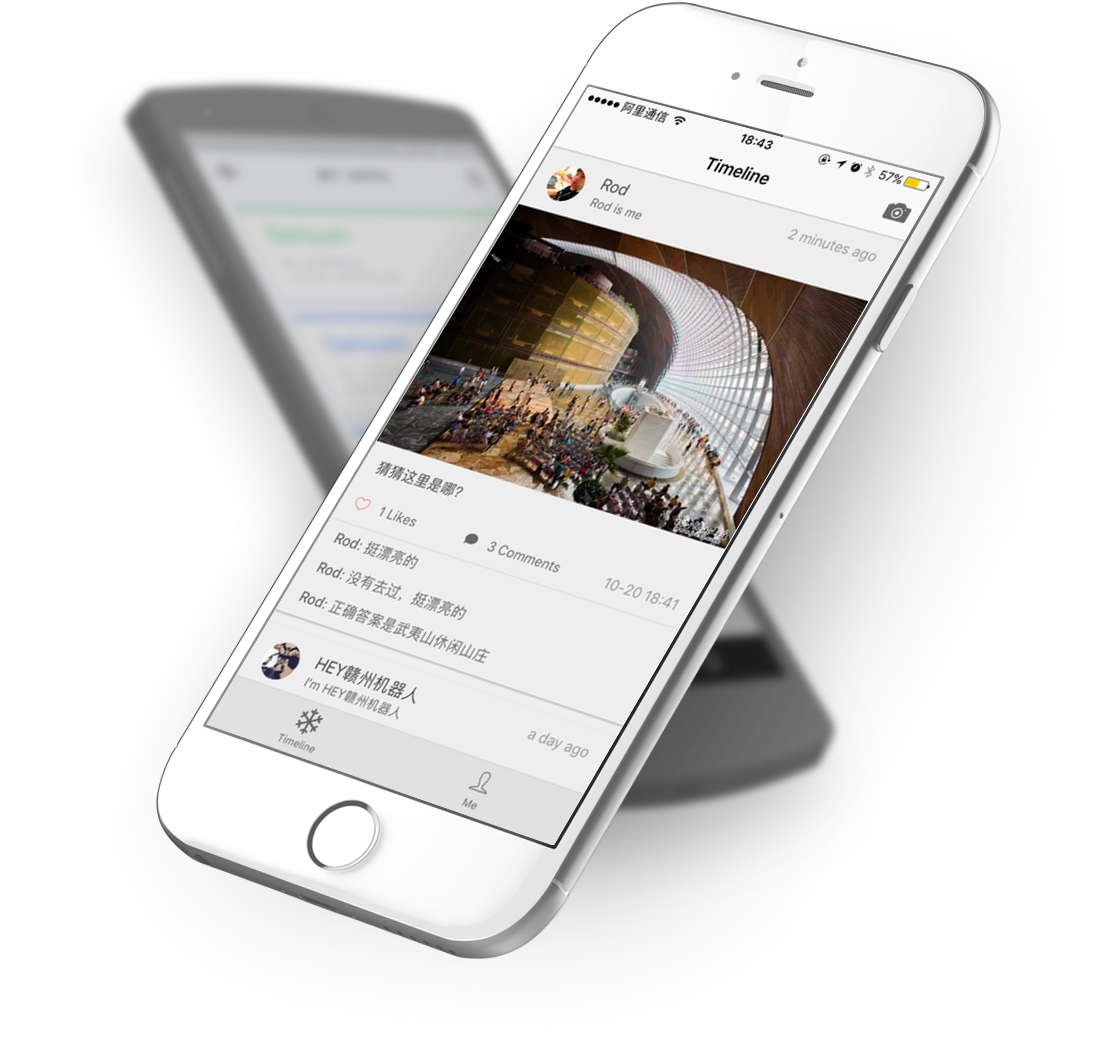 ●●●●● 阿里通信
18:43
57%
Timeline
Rod
Rod is me
2 minutes ago
猜猜这里是哪?
1 Likes
3 Comments
10-20 18:41
Rod: 挺漂亮的
Rod: 没有去过，挺漂亮的
Rod: 正确答案是武夷山休闲山庄
HEY赣州机器人
I'm HEY赣州机器人
a day ago
Timeline
Me